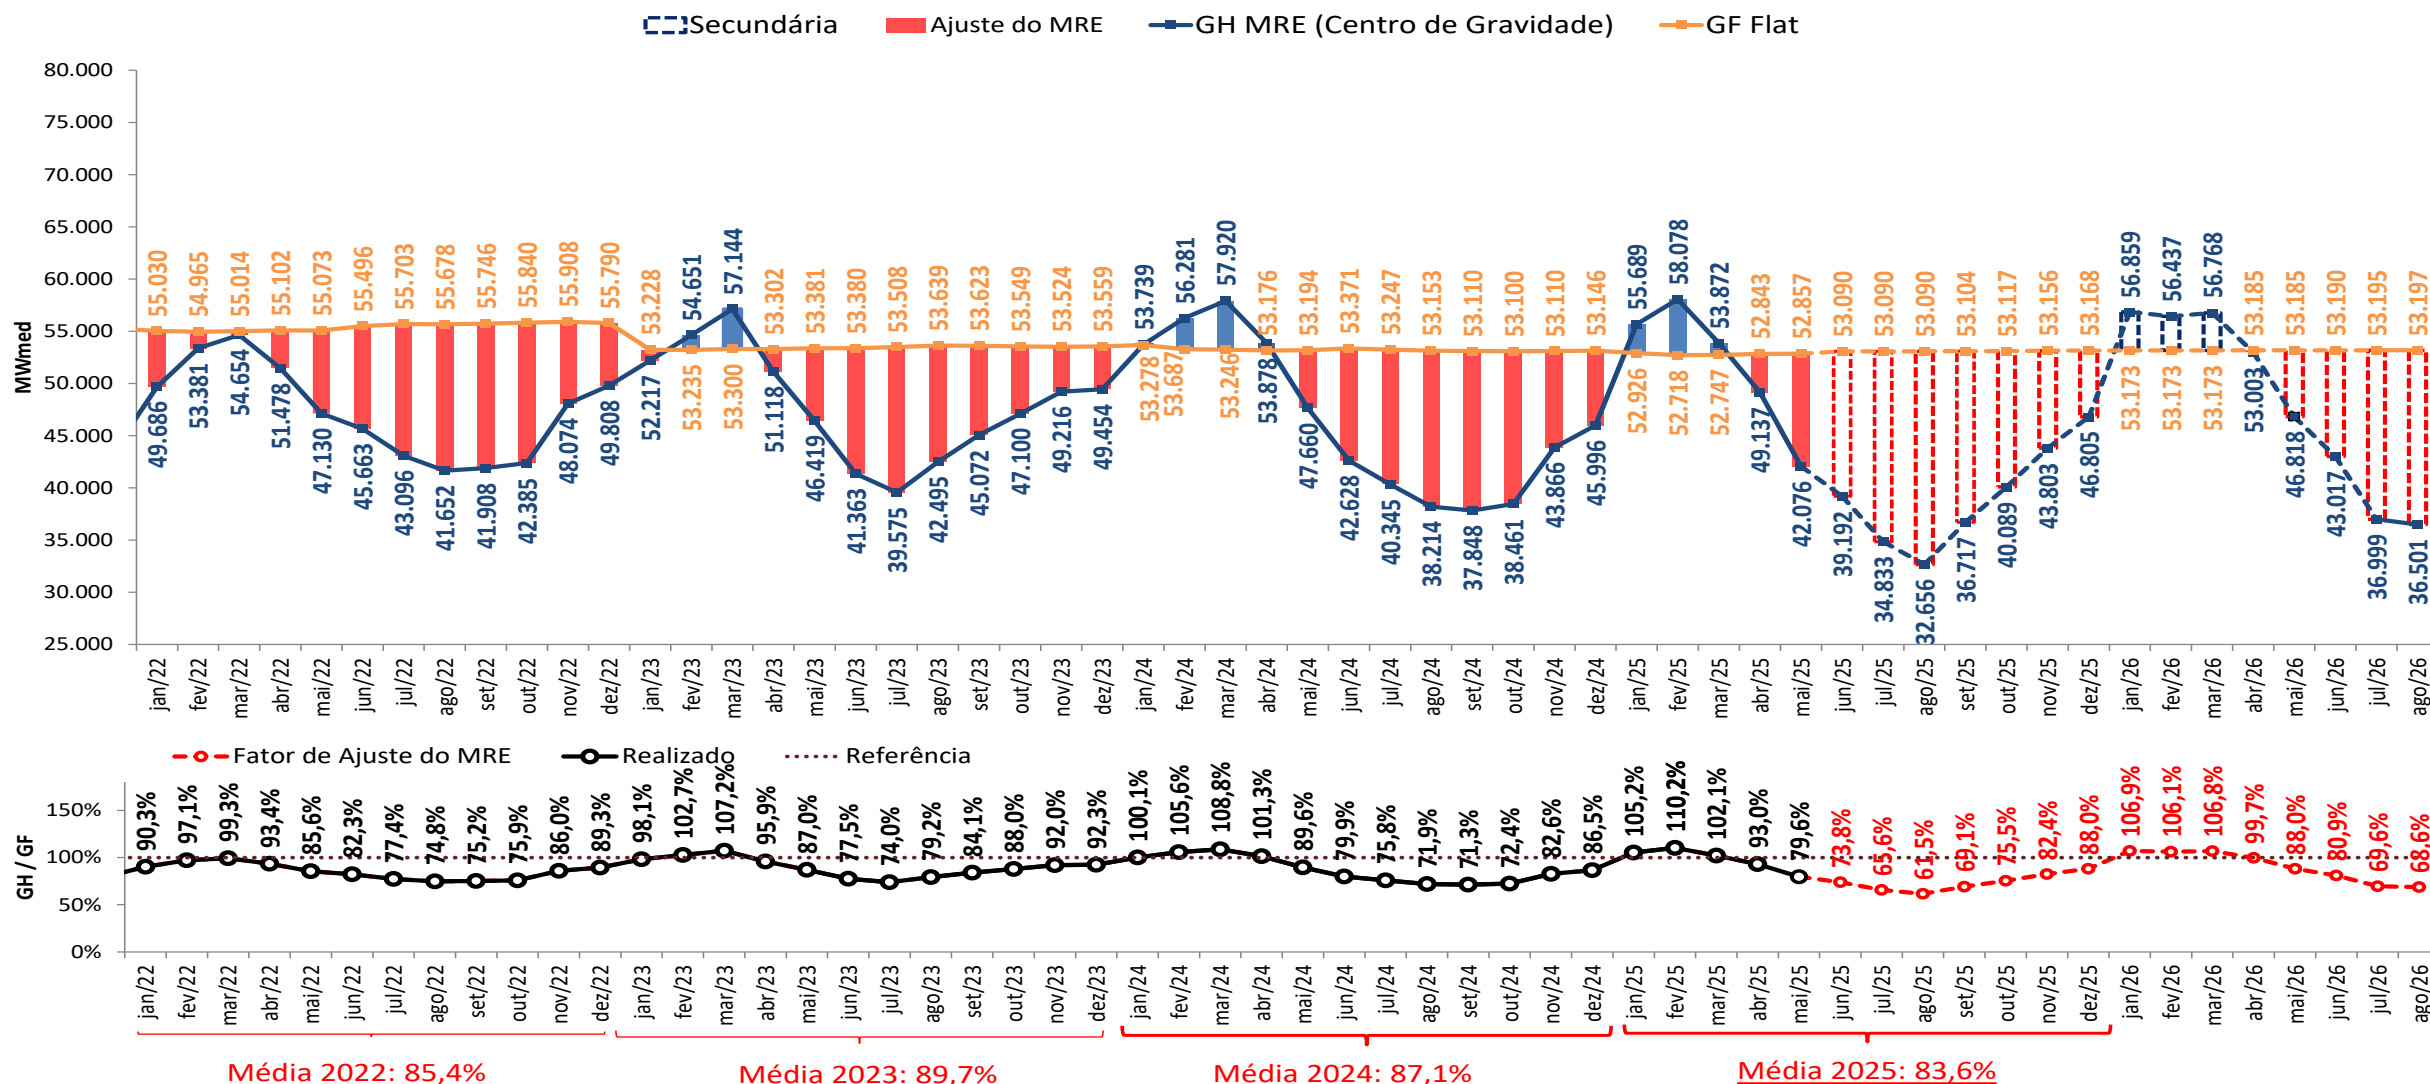 Secundária Ajuste do MRE GH MRE (Centro de Gravidade) GF Flat
MWmed
80.000
75.000
70.000
65.000
60.000
55.000
50.000
45.000
40.000
35.000
30.000
25.000
55.030 54.965 55.014 55.102 55.073 55.496 55.703 55.678 55.746 55.840 55.908 55.790 53.228 53.235 53.300 53.302 53.381 53.380 53.508 53.639 53.623 53.549 53.524 53.559 53.278 53.687 53.246 53.176 53.194 53.371 53.247 53.153 53.110 53.100 53.110 53.146 52.926 52.718 52.747 52.843 52.857 53.090 53.090 53.090 53.104 53.117 53.156 53.168 53.173 53.173 53.173 53.185 53.185 53.190 53.195 53.197
49.686 53.381 54.654 51.478 47.130 45.663 43.096 41.652 41.908 42.385 48.074 49.808 52.217 54.651 57.144 51.118 46.419 41.363 39.575 42.495 45.072 47.100 49.216 49.454 53.739 56.281 57.920 53.878 47.660 42.628 40.345 38.214 37.848 38.461 43.866 45.996 55.689 58.078 53.872 49.137 42.076 39.192 34.833 32.656 36.717 40.089 43.803 46.805 56.859 56.437 56.768 53.003 46.818 43.017 36.999 36.501
jan/22 fev/22 mar/22 abr/22 mai/22 jun/22 jul/22 ago/22 set/22 out/22 nov/22 dez/22 jan/23 fev/23 mar/23 abr/23 mai/23 jun/23 jul/23 ago/23 set/23 out/23 nov/23 dez/23 jan/24 fev/24 mar/24 abr/24 mai/24 jun/24 jul/24 ago/24 set/24 out/24 nov/24 dez/24 jan/25 fev/25 mar/25 abr/25 mai/25 jun/25 jul/25 ago/25 set/25 out/25 nov/25 dez/25 jan/26 fev/26 mar/26 abr/26 mai/26 jun/26 jul/26 ago/26
Fator de Ajuste do MRE Realizado Referência
GH / GF
150%
100%
50%
0%
90,3% 97,1% 99,3% 93,4% 85,6% 82,3% 77,4% 74,8% 75,2% 75,9% 86,0% 89,3% 98,1% 102,7% 107,2% 95,9% 87,0% 77,5% 74,0% 79,2% 84,1% 88,0% 92,0% 92,3% 100,1% 105,6% 108,8% 101,3% 89,6% 79,9% 75,8% 71,9% 71,3% 72,4% 82,6% 86,5% 105,2% 110,2% 102,1% 93,0% 79,6% 73,8% 65,6% 61,5% 69,1% 75,5% 82,4% 88,0% 106,9% 106,1% 106,8% 99,7% 88,0% 80,9% 69,6% 68,6%
jan/22 fev/22 mar/22 abr/22 mai/22 jun/22 jul/22 ago/22 set/22 out/22 nov/22 dez/22 jan/23 fev/23 mar/23 abr/23 mai/23 jun/23 jul/23 ago/23 set/23 out/23 nov/23 dez/23 jan/24 fev/24 mar/24 abr/24 mai/24 jun/24 jul/24 ago/24 set/24 out/24 nov/24 dez/24 jan/25 fev/25 mar/25 abr/25 mai/25 jun/25 jul/25 ago/25 set/25 out/25 nov/25 dez/25 jan/26 fev/26 mar/26 abr/26 mai/26 jun/26 jul/26 ago/26
Média 2022: 85,4% Média 2023: 89,7% Média 2024: 87,1% Média 2025: 83,6%